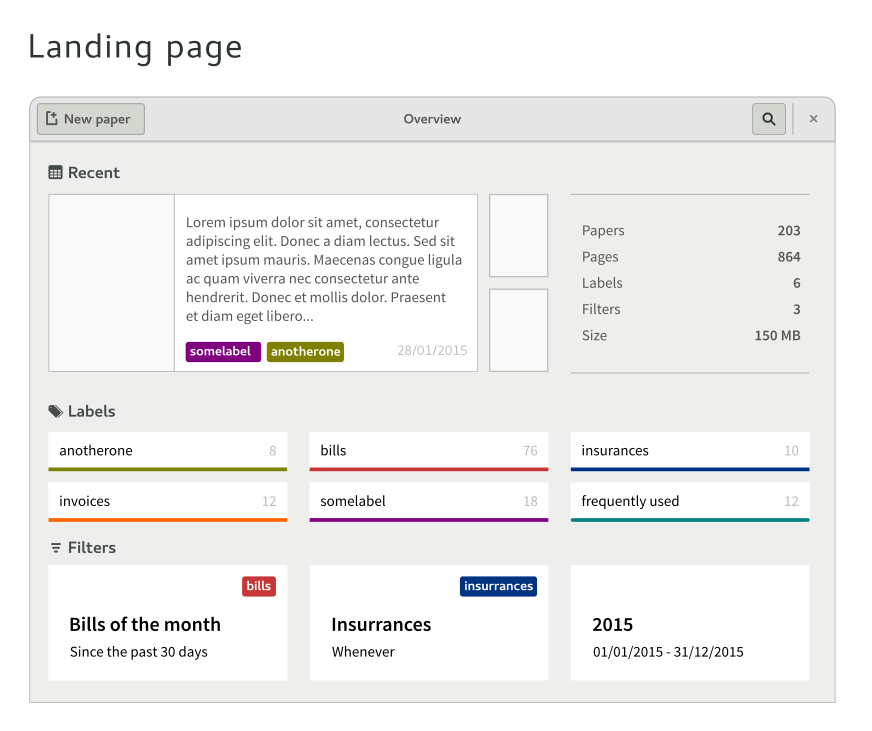 Landing page
New paper
Overview
×
Recent
Lorem ipsum dolor sit amet, consectetur
adipiscing elit. Donec a diam lectus. Sed sit
amet ipsum mauris. Maecenas congue ligula
ac quam viverra nec consectetur ante
hendrerit. Donec et mollis dolor. Praesent
et diam eget libero...
somelabel anotherone 28/01/2015
Papers 203
Pages 864
Labels 6
Filters 3
Size 150 MB
Labels
anotherone 8
bills 76
insurances 10
invoices 12
somelabel 18
frequently used 12
Filters
bills
Bills of the month
Since the past 30 days
insurrances
Insurrances
Whenever
2015
01/01/2015 - 31/12/2015